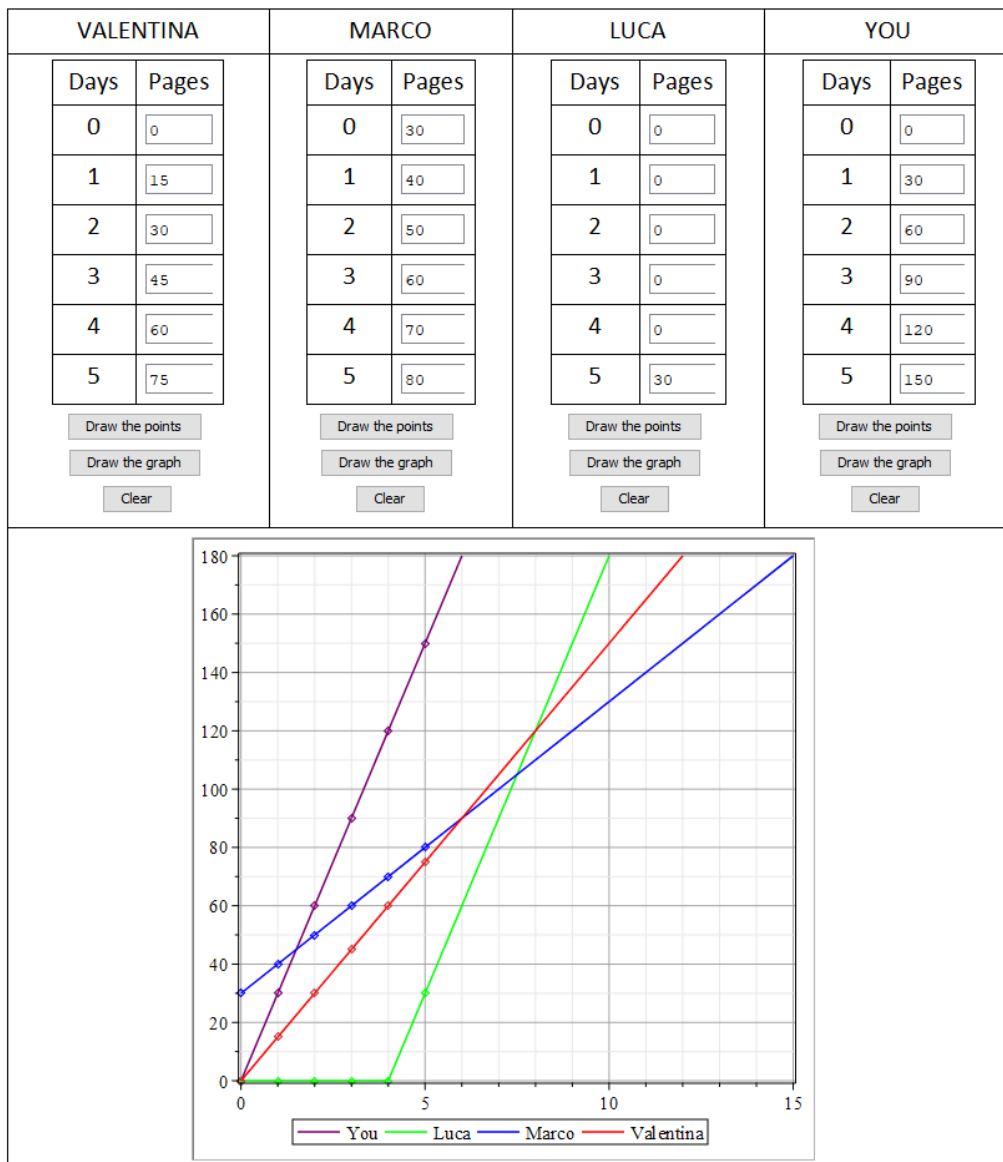 VALENTINA MARCO LUCA YOU
Days Pages Days Pages Days Pages Days Pages
0 0 0 30 0 0 0 0
1 15 1 40 1 0 1 30
2 30 2 50 2 0 2 60
3 45 3 60 3 0 3 90
4 60 4 70 4 0 4 120
5 75 5 80 5 30 5 150
Draw the points Draw the points Draw the points Draw the points
Draw the graph Draw the graph Draw the graph Draw the graph
Clear Clear Clear Clear
180
160
140
120
100
80
60
40
20
0
0 5 10 15
You Luca Marco Valentina